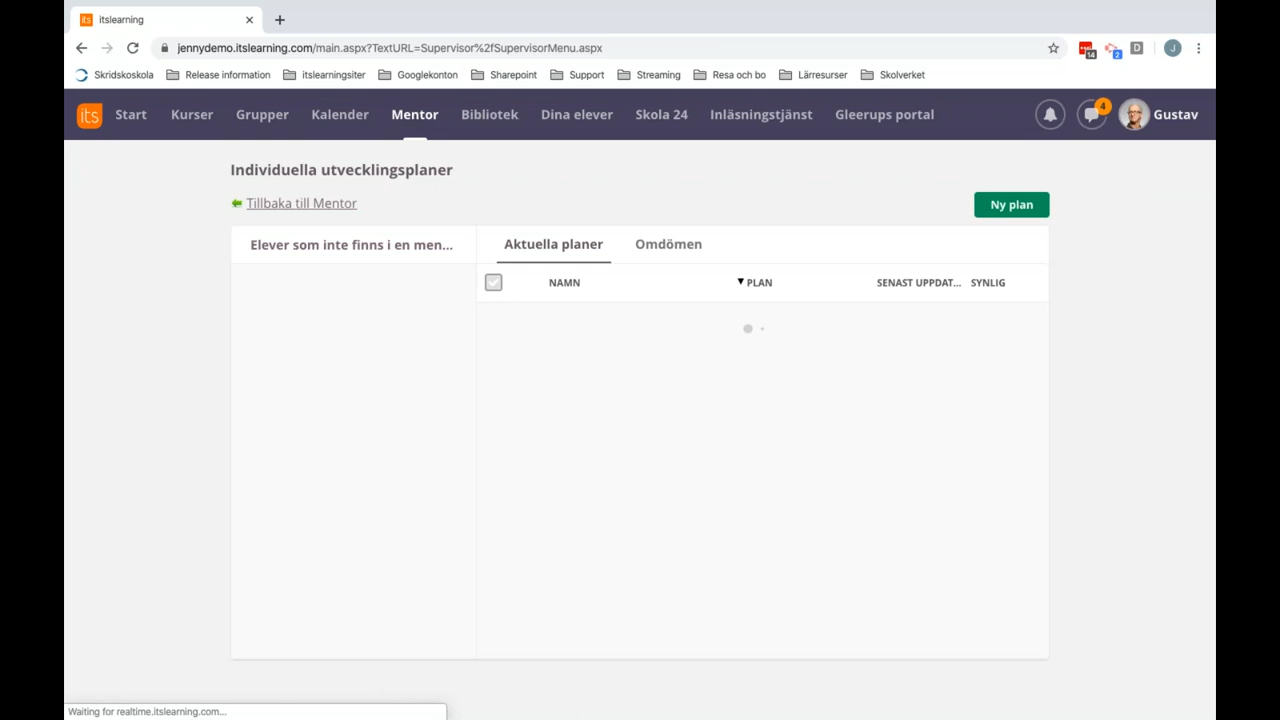 its itslearning
jennydemo.itslearning.com/main.aspx?TextURL=Supervisor%2fSupervisorMenu.aspx
14 2 D J
Skridskoskola Release information itslearningsiter Googlekonton Sharepoint Support Streaming Resa och bo Lärresurser Skolverket
its Start Kurser Grupper Kalender Mentor Bibliotek Dina elever Skola 24 Inläsningstjänst Gleerups portal 4 Gustav
Individuella utvecklingsplaner
Tillbaka till Mentor
Ny plan
Elever som inte finns i en men...
Aktuella planer Omdömen
NAMN PLAN SENAST UPPDAT... SYNLIG
Waiting for realtime.itslearning.com...